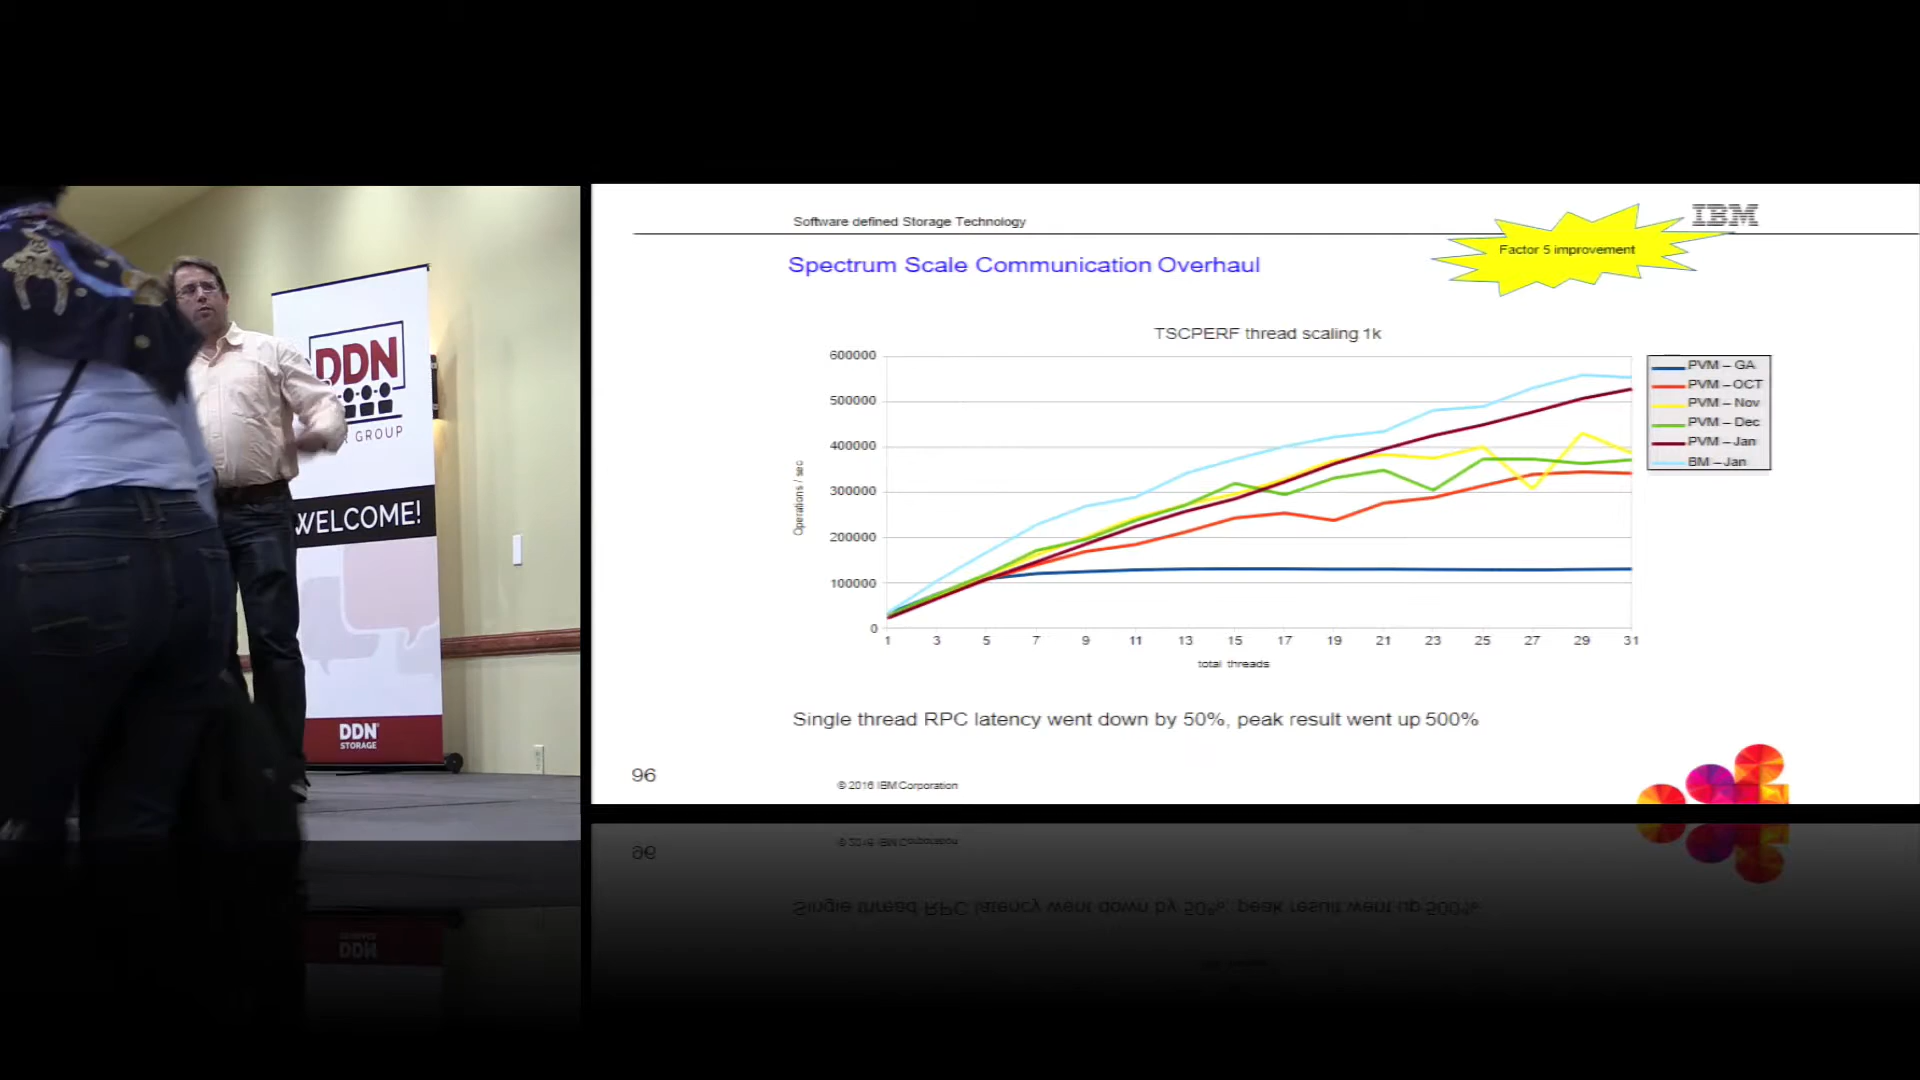 DDN
R GROUP
WELCOME!
DDN
STORAGE
Software defined Storage Technology
IBM
Factor 5 improvement
Spectrum Scale Communication Overhaul
TSCPERF thread scaling 1k
600000
500000
400000
300000
200000
100000
0
Operations / sec
1 3 5 7 9 11 13 15 17 19 21 23 25 27 29 31
total threads
PVM – GA
PVM – OCT
PVM – Nov
PVM – Dec
PVM – Jan
BM – Jan
Single thread RPC latency went down by 50%, peak result went up 500%
96
© 2016 IBM Corporation